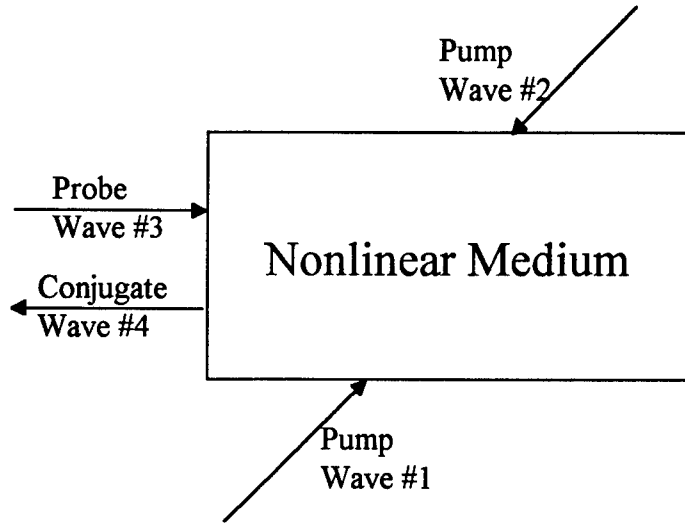 Pump
Wave #2
Probe
Wave #3
Nonlinear Medium
Conjugate
Wave #4
Pump
Wave #1